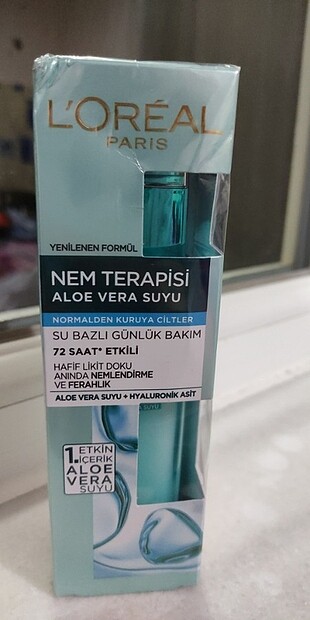 L'ORÉAL
PARIS
YENİLENEN FORMÜL
NEM TERAPİSİ
ALOE VERA SUYU
NORMALDEN KURUYA CİLTLER
SU BAZLI GÜNLÜK BAKIM
72 SAAT* ETKİLİ
HAFİF LİKİT DOKU
ANINDA NEMLENDİRME
VE FERAHLIK
ALOE VERA SUYU + HYALURONİK ASİT
1. ETKİN
İÇERİK
ALOE
VERA
SUYU